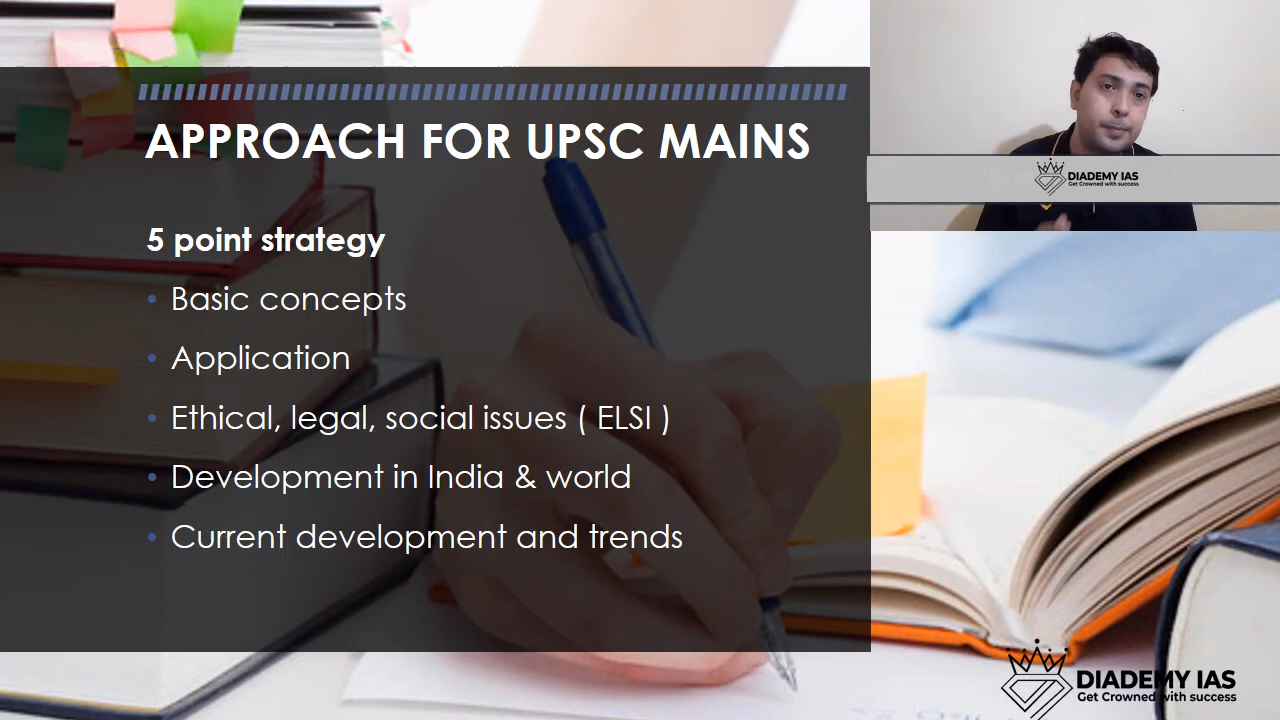 APPROACH FOR UPSC MAINS
5 point strategy
• Basic concepts
• Application
• Ethical, legal, social issues ( ELSI )
• Development in India & world
• Current development and trends
DIADEMY IAS
Get Crowned with success
DIADEMY IAS
Get Crowned with success